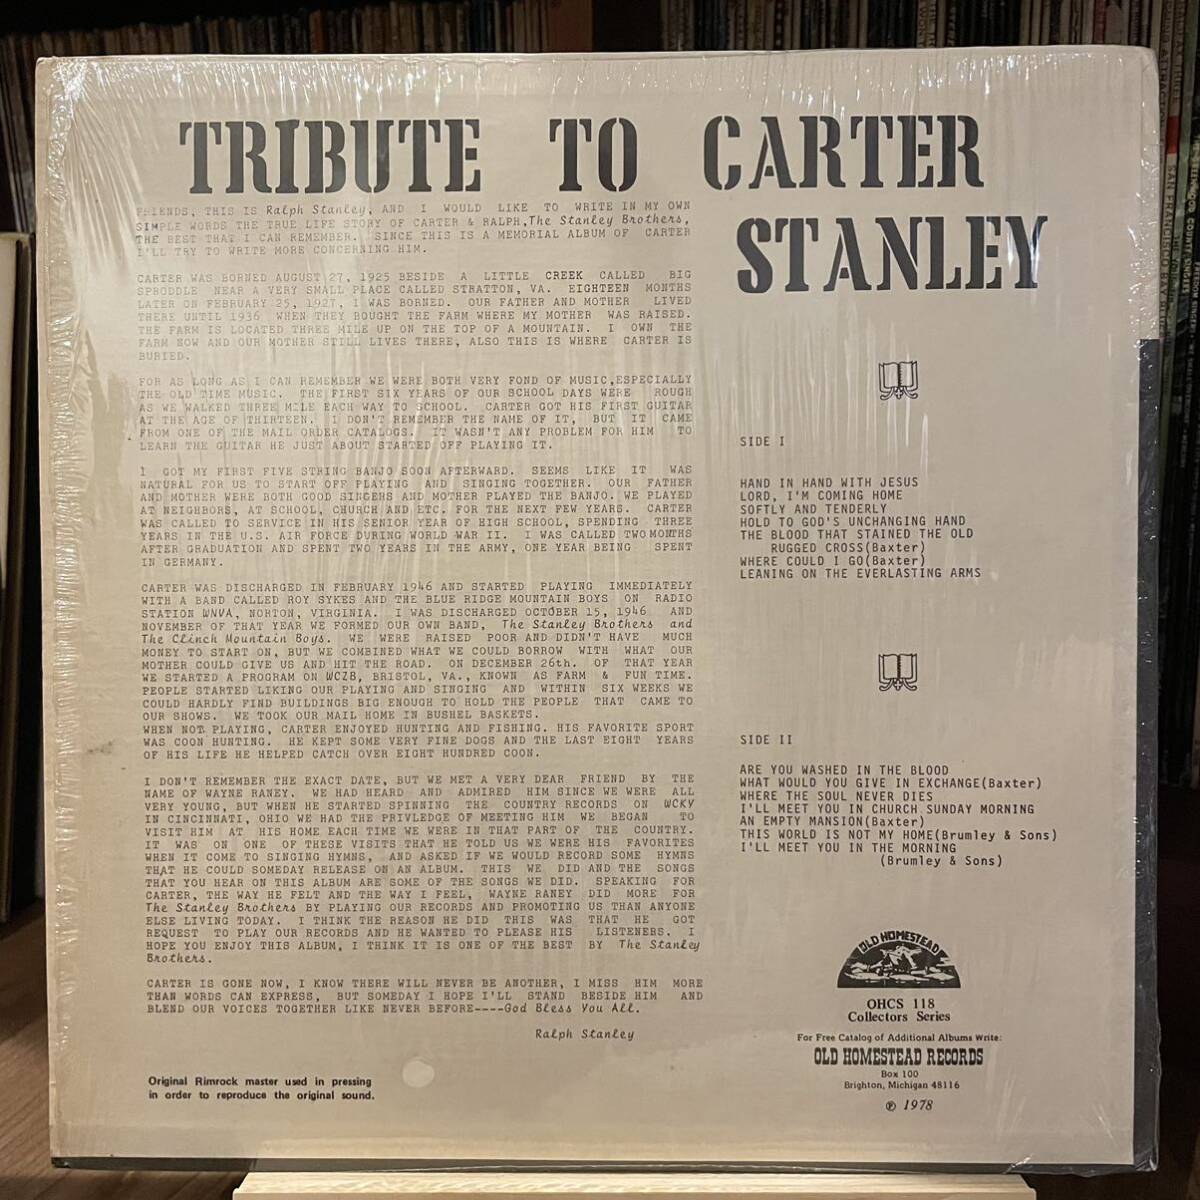 TRIBUTE TO CARTER
STANLEY
FRIENDS, THIS IS Ralph Stanley, AND I WOULD LIKE TO WRITE IN MY OWN
SIMPLE WORDS THE TRUE LIFE STORY OF CARTER & RALPH,The Stanley Brothers,
THE BEST THAT I CAN REMEMBER. SINCE THIS IS A MEMORIAL ALBUM OF CARTER
I'LL TRY TO WRITE MORE CONCERNING HIM.
CARTER WAS BORNED AUGUST 27, 1925 BESIDE A LITTLE CREEK CALLED BIG
SPRODDLE NEAR A VERY SMALL PLACE CALLED STRATTON, VA. EIGHTEEN MONTHS
LATER ON FEBRUARY 25, 1927, I WAS BORNED. OUR FATHER AND MOTHER LIVED
THERE UNTIL 1936 WHEN THEY BOUGHT THE FARM WHERE MY MOTHER WAS RAISED.
THE FARM IS LOCATED THREE MILE UP ON THE TOP OF A MOUNTAIN. I OWN THE
FARM NOW AND OUR MOTHER STILL LIVES THERE, ALSO THIS IS WHERE CARTER IS
BURIED.
FOR AS LONG AS I CAN REMEMBER WE WERE BOTH VERY FOND OF MUSIC,ESPECIALLY
THE OLD TIME MUSIC. THE FIRST SIX YEARS OF OUR SCHOOL DAYS WERE ROUGH
AS WE WALKED THREE MILE EACH WAY TO SCHOOL. CARTER GOT HIS FIRST GUITAR
AT THE AGE OF THIRTEEN. I DON'T REMEMBER THE NAME OF IT, BUT IT CAME
FROM ONE OF THE MAIL ORDER CATALOGS. IT WASN'T ANY PROBLEM FOR HIM TO
LEARN THE GUITAR HE JUST ABOUT STARTED OFF PLAYING IT.
I GOT MY FIRST FIVE STRING BANJO SOON AFTERWARD. SEEMS LIKE IT WAS
NATURAL FOR US TO START OFF PLAYING AND SINGING TOGETHER. OUR FATHER
AND MOTHER WERE BOTH GOOD SINGERS AND MOTHER PLAYED THE BANJO. WE PLAYED
AT NEIGHBORS, AT SCHOOL, CHURCH AND ETC. FOR THE NEXT FEW YEARS. CARTER
WAS CALLED TO SERVICE IN HIS SENIOR YEAR OF HIGH SCHOOL, SPENDING THREE
YEARS IN THE U.S. AIR FORCE DURING WORLD WAR II. I WAS CALLED TWO MONTHS
AFTER GRADUATION AND SPENT TWO YEARS IN THE ARMY, ONE YEAR BEING SPENT
IN GERMANY.
CARTER WAS DISCHARGED IN FEBRUARY 1946 AND STARTED PLAYING IMMEDIATELY
WITH A BAND CALLED ROY SYKES AND THE BLUE RIDGE MOUNTAIN BOYS ON RADIO
STATION WNVA, NORTON, VIRGINIA. I WAS DISCHARGED OCTOBER 15, 1946 AND
NOVEMBER OF THAT YEAR WE FORMED OUR OWN BAND, The Stanley Brothers and
The Clinch Mountain Boys. WE WERE RAISED POOR AND DIDN'T HAVE MUCH
MONEY TO START ON, BUT WE COMBINED WHAT WE COULD BORROW WITH WHAT OUR
MOTHER COULD GIVE US AND HIT THE ROAD. ON DECEMBER 26th. OF THAT YEAR
WE STARTED A PROGRAM ON WCZB, BRISTOL, VA., KNOWN AS FARM & FUN TIME.
PEOPLE STARTED LIKING OUR PLAYING AND SINGING AND WITHIN SIX WEEKS WE
COULD HARDLY FIND BUILDINGS BIG ENOUGH TO HOLD THE PEOPLE THAT CAME TO
OUR SHOWS. WE TOOK OUR MAIL HOME IN BUSHEL BASKETS.
WHEN NOT PLAYING, CARTER ENJOYED HUNTING AND FISHING. HIS FAVORITE SPORT
WAS COON HUNTING. HE KEPT SOME VERY FINE DOGS AND THE LAST EIGHT YEARS
OF HIS LIFE HE HELPED CATCH OVER EIGHT HUNDRED COON.
I DON'T REMEMBER THE EXACT DATE, BUT WE MET A VERY DEAR FRIEND BY THE
NAME OF WAYNE RANEY. WE HAD HEARD AND ADMIRED HIM SINCE WE WERE ALL
VERY YOUNG, BUT WHEN HE STARTED SPINNING THE COUNTRY RECORDS ON WCKY
IN CINCINNATI, OHIO WE HAD THE PRIVLEDGE OF MEETING HIM WE BEGAN TO
VISIT HIM AT HIS HOME EACH TIME WE WERE IN THAT PART OF THE COUNTRY.
IT WAS ON ONE OF THESE VISITS THAT HE TOLD US WE WERE HIS FAVORITES
WHEN IT COME TO SINGING HYMNS, AND ASKED IF WE WOULD RECORD SOME HYMNS
THAT HE COULD SOMEDAY RELEASE ON AN ALBUM. THIS WE DID AND THE SONGS
THAT YOU HEAR ON THIS ALBUM ARE SOME OF THE SONGS WE DID. SPEAKING FOR
CARTER, THE WAY HE FELT AND THE WAY I FEEL, WAYNE RANEY DID MORE FOR
The Stanley Brothers BY PLAYING OUR RECORDS AND PROMOTING US THAN ANYONE
ELSE LIVING TODAY. I THINK THE REASON HE DID THIS WAS THAT HE GOT
REQUEST TO PLAY OUR RECORDS AND HE WANTED TO PLEASE HIS LISTENERS. I
HOPE YOU ENJOY THIS ALBUM, I THINK IT IS ONE OF THE BEST BY The Stanley
Brothers.
CARTER IS GONE NOW, I KNOW THERE WILL NEVER BE ANOTHER, I MISS HIM MORE
THAN WORDS CAN EXPRESS, BUT SOMEDAY I HOPE I'LL STAND BESIDE HIM AND
BLEND OUR VOICES TOGETHER LIKE NEVER BEFORE----God Bless You All.
Ralph Stanley
Original Rimrock master used in pressing
in order to reproduce the original sound.
SIDE I
HAND IN HAND WITH JESUS
LORD, I'M COMING HOME
SOFTLY AND TENDERLY
HOLD TO GOD'S UNCHANGING HAND
THE BLOOD THAT STAINED THE OLD
RUGGED CROSS(Baxter)
WHERE COULD I GO(Baxter)
LEANING ON THE EVERLASTING ARMS
SIDE II
ARE YOU WASHED IN THE BLOOD
WHAT WOULD YOU GIVE IN EXCHANGE(Baxter)
WHERE THE SOUL NEVER DIES
I'LL MEET YOU IN CHURCH SUNDAY MORNING
AN EMPTY MANSION(Baxter)
THIS WORLD IS NOT MY HOME(Brumley & Sons)
I'LL MEET YOU IN THE MORNING
(Brumley & Sons)
OLD HOMESTEAD
OHCS 118
Collectors Series
For Free Catalog of Additional Albums Write:
OLD HOMESTEAD RECORDS
Box 100
Brighton, Michigan 48116
℗ 1978